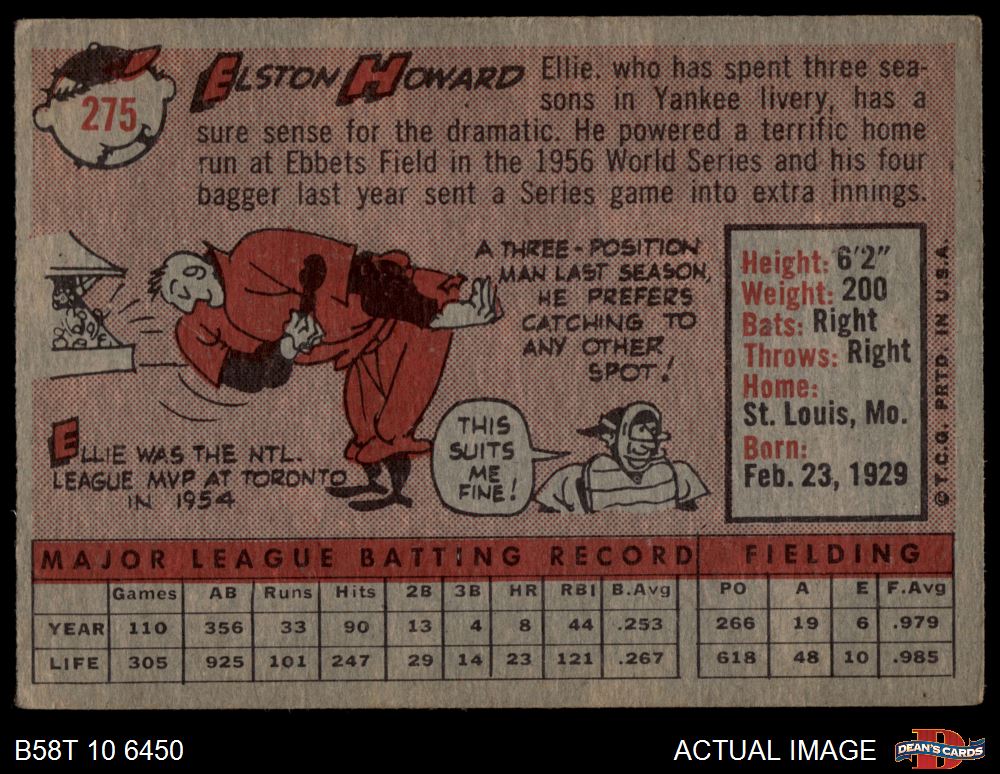 275
ELSTON HOWARD
Ellie. who has spent three sea-
sons in Yankee livery, has a
sure sense for the dramatic. He powered a terrific home
run at Ebbets Field in the 1956 World Series and his four
bagger last year sent a Series game into extra innings.
A THREE-POSITION
MAN LAST SEASON,
HE PREFERS
CATCHING TO
ANY OTHER
SPOT!
ELLIE WAS THE NTL.
LEAGUE MVP AT TORONTO
IN 1954
THIS
SUITS
ME
FINE!
Height: 6'2"
Weight: 200
Bats: Right
Throws: Right
Home:
St. Louis, Mo.
Born:
Feb. 23, 1929
© T.C.G. PRTD. IN U.S.A.
MAJOR LEAGUE BATTING RECORD FIELDING
Games AB Runs Hits 2B 3B HR RBI B.Avg PO A E F.Avg
YEAR 110 356 33 90 13 4 8 44 .253 266 19 6 .979
LIFE 305 925 101 247 29 14 23 121 .267 618 48 10 .985
B58T 10 6450
ACTUAL IMAGE
D
DEAN'S CARDS